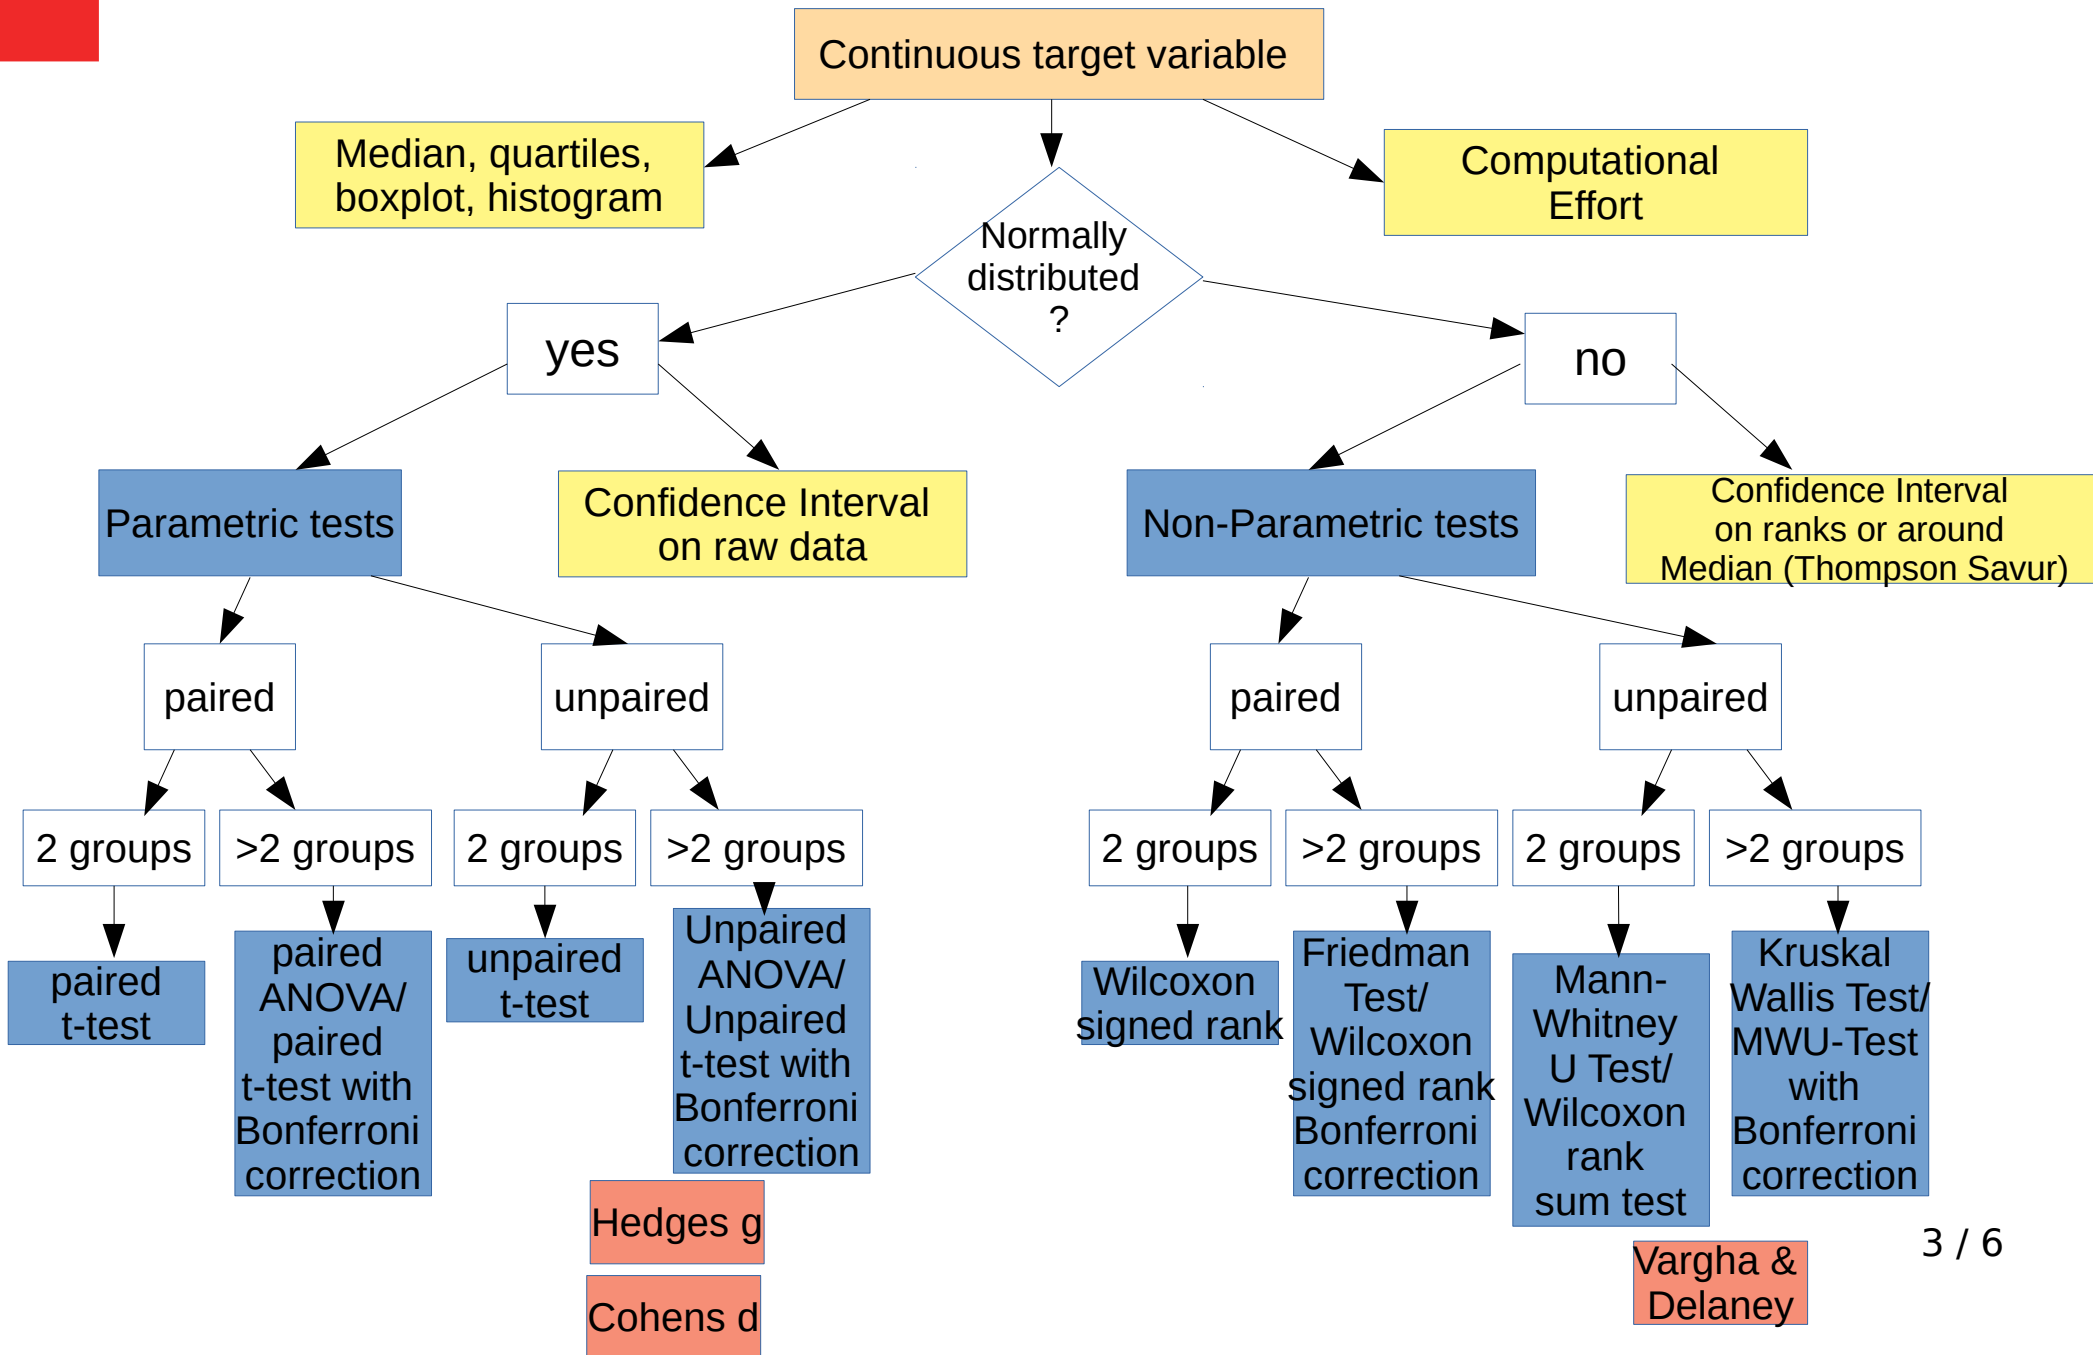 Continuous target variable
Median, quartiles,
boxplot, histogram
Computational
Effort
Normally
distributed
?
yes
no
Parametric tests
Confidence Interval
on raw data
Non-Parametric tests
Confidence Interval
on ranks or around
Median (Thompson Savur)
paired
unpaired
paired
unpaired
2 groups
>2 groups
2 groups
>2 groups
2 groups
>2 groups
2 groups
>2 groups
paired
t-test
paired
ANOVA/
paired
t-test with
Bonferroni
correction
unpaired
t-test
Unpaired
ANOVA/
Unpaired
t-test with
Bonferroni
correction
Wilcoxon
signed rank
Friedman
Test/
Wilcoxon
signed rank
Bonferroni
correction
Mann-
Whitney
U Test/
Wilcoxon
rank
sum test
Kruskal
Wallis Test/
MWU-Test
with
Bonferroni
correction
Hedges g
Cohens d
Vargha &
Delaney
3 / 6